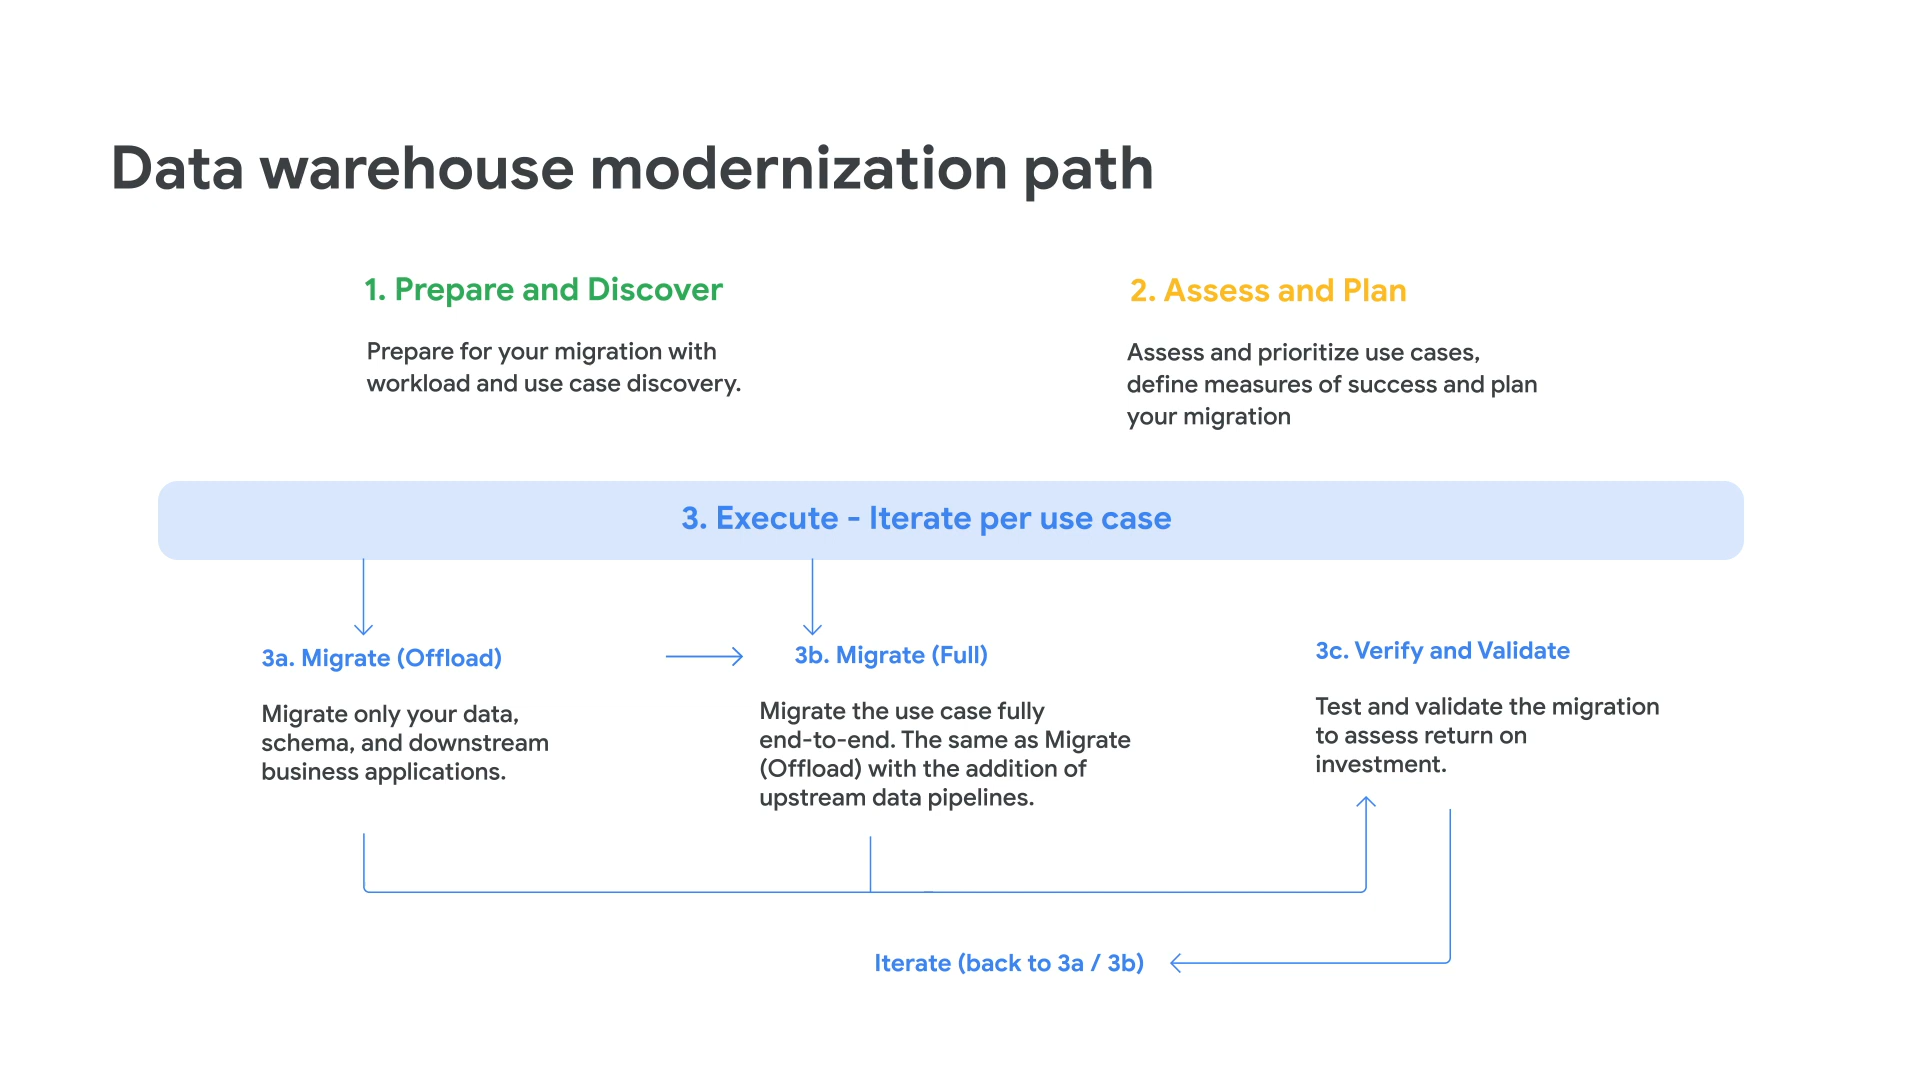 Data warehouse modernization path
1. Prepare and Discover
Prepare for your migration with
workload and use case discovery.
2. Assess and Plan
Assess and prioritize use cases,
define measures of success and plan
your migration
3. Execute - Iterate per use case
3a. Migrate (Offload)
Migrate only your data,
schema, and downstream
business applications.
3b. Migrate (Full)
Migrate the use case fully
end-to-end. The same as Migrate
(Offload) with the addition of
upstream data pipelines.
3c. Verify and Validate
Test and validate the migration
to assess return on
investment.
Iterate (back to 3a / 3b)